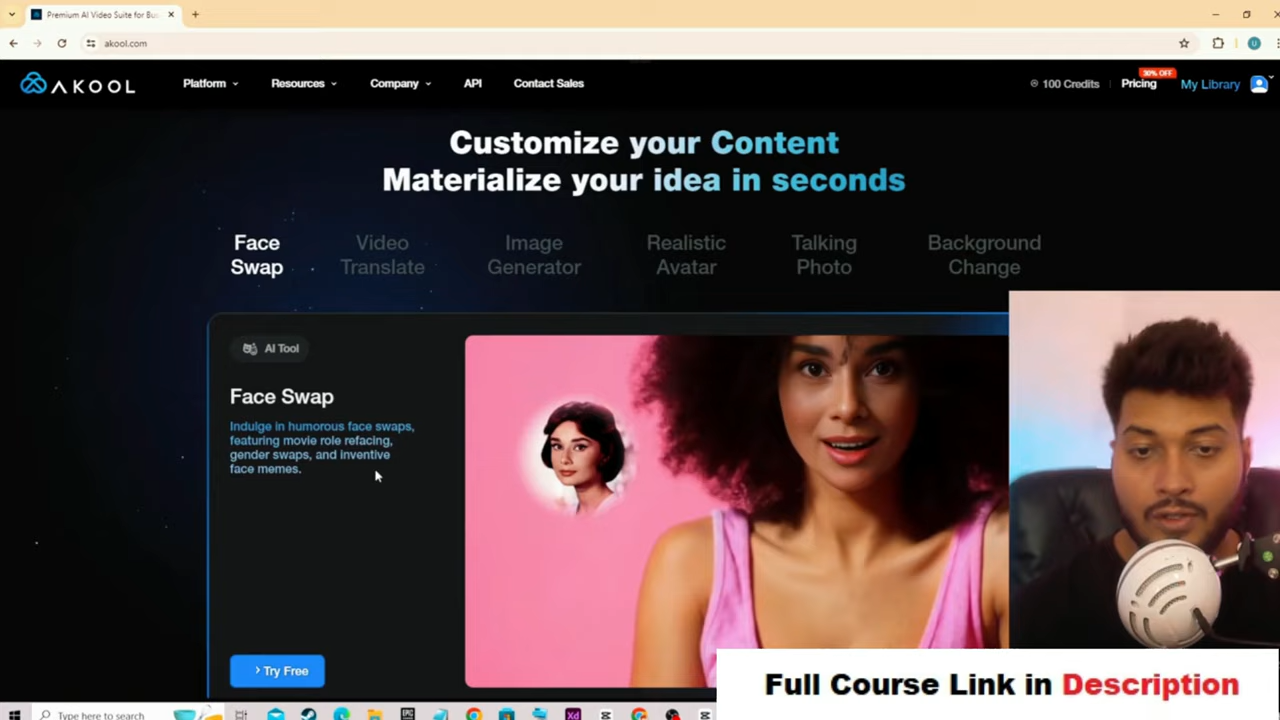 Premium AI Video Suite for Bus
akool.com
AKOOL
Platform
Resources
Company
API
Contact Sales
100 Credits
30% OFF
Pricing
My Library
Customize your Content
Materialize your idea in seconds
Face
Swap
Video
Translate
Image
Generator
Realistic
Avatar
Talking
Photo
Background
Change
AI Tool
Face Swap
Indulge in humorous face swaps,
featuring movie role refacing,
gender swaps, and inventive
face memes.
Try Free
Full Course Link in Description
Type here to search